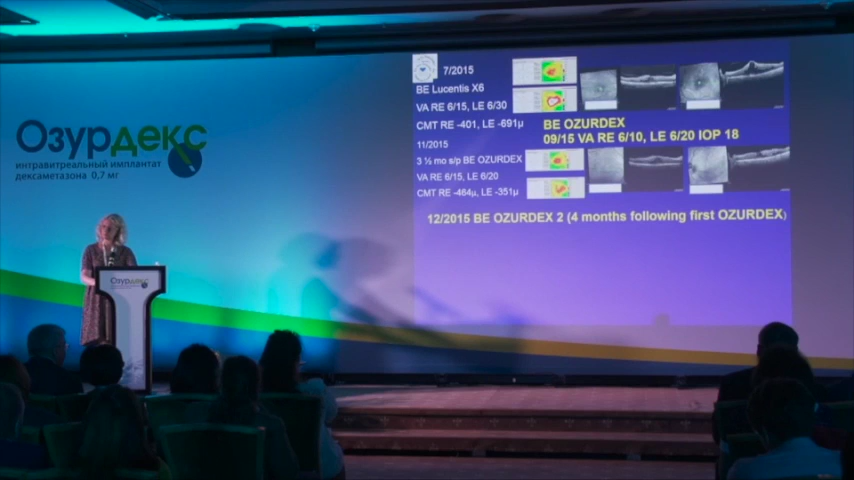 Озурдекс
интравитреальный имплантат
дексаметазона 0,7 мг
Озурдекс
7/2015
BE Lucentis X6
VA RE 6/15, LE 6/30
CMT RE -401, LE -691µ
BE OZURDEX
09/15 VA RE 6/10, LE 6/20 IOP 18
11/2015
3 ½ mo s/p BE OZURDEX
VA RE 6/15, LE 6/20
CMT RE -464µ, LE -351µ
12/2015 BE OZURDEX 2 (4 months following first OZURDEX)